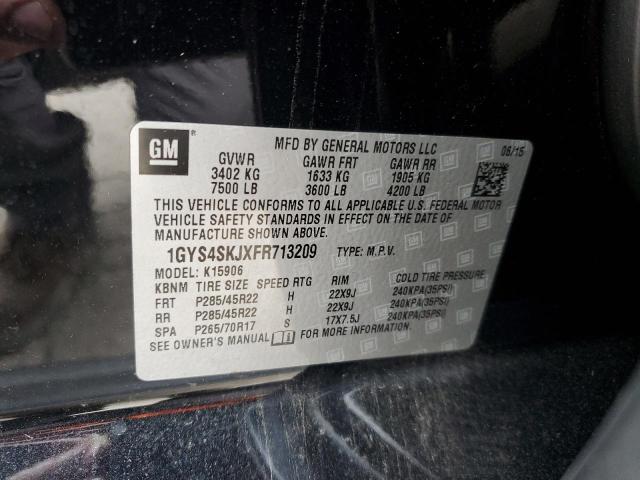 GM ®
MFD BY GENERAL MOTORS LLC 06/15
GVWR GAWR FRT GAWR RR
3402 KG 1633 KG 1905 KG
7500 LB 3600 LB 4200 LB
THIS VEHICLE CONFORMS TO ALL APPLICABLE U.S. FEDERAL MOTOR
VEHICLE SAFETY STANDARDS IN EFFECT ON THE DATE OF
MANUFACTURE SHOWN ABOVE.
1GYS4SKJXFR713209 TYPE: M.P.V.
MODEL: K15906
KBNM TIRE SIZE SPEED RTG RIM COLD TIRE PRESSURE
FRT P285/45R22 H 22X9J 240KPA(35PSI)
RR P285/45R22 H 22X9J 240KPA(35PSI)
SPA P265/70R17 S 17X7.5J 240KPA(35PSI)
SEE OWNER'S MANUAL FOR MORE INFORMATION.